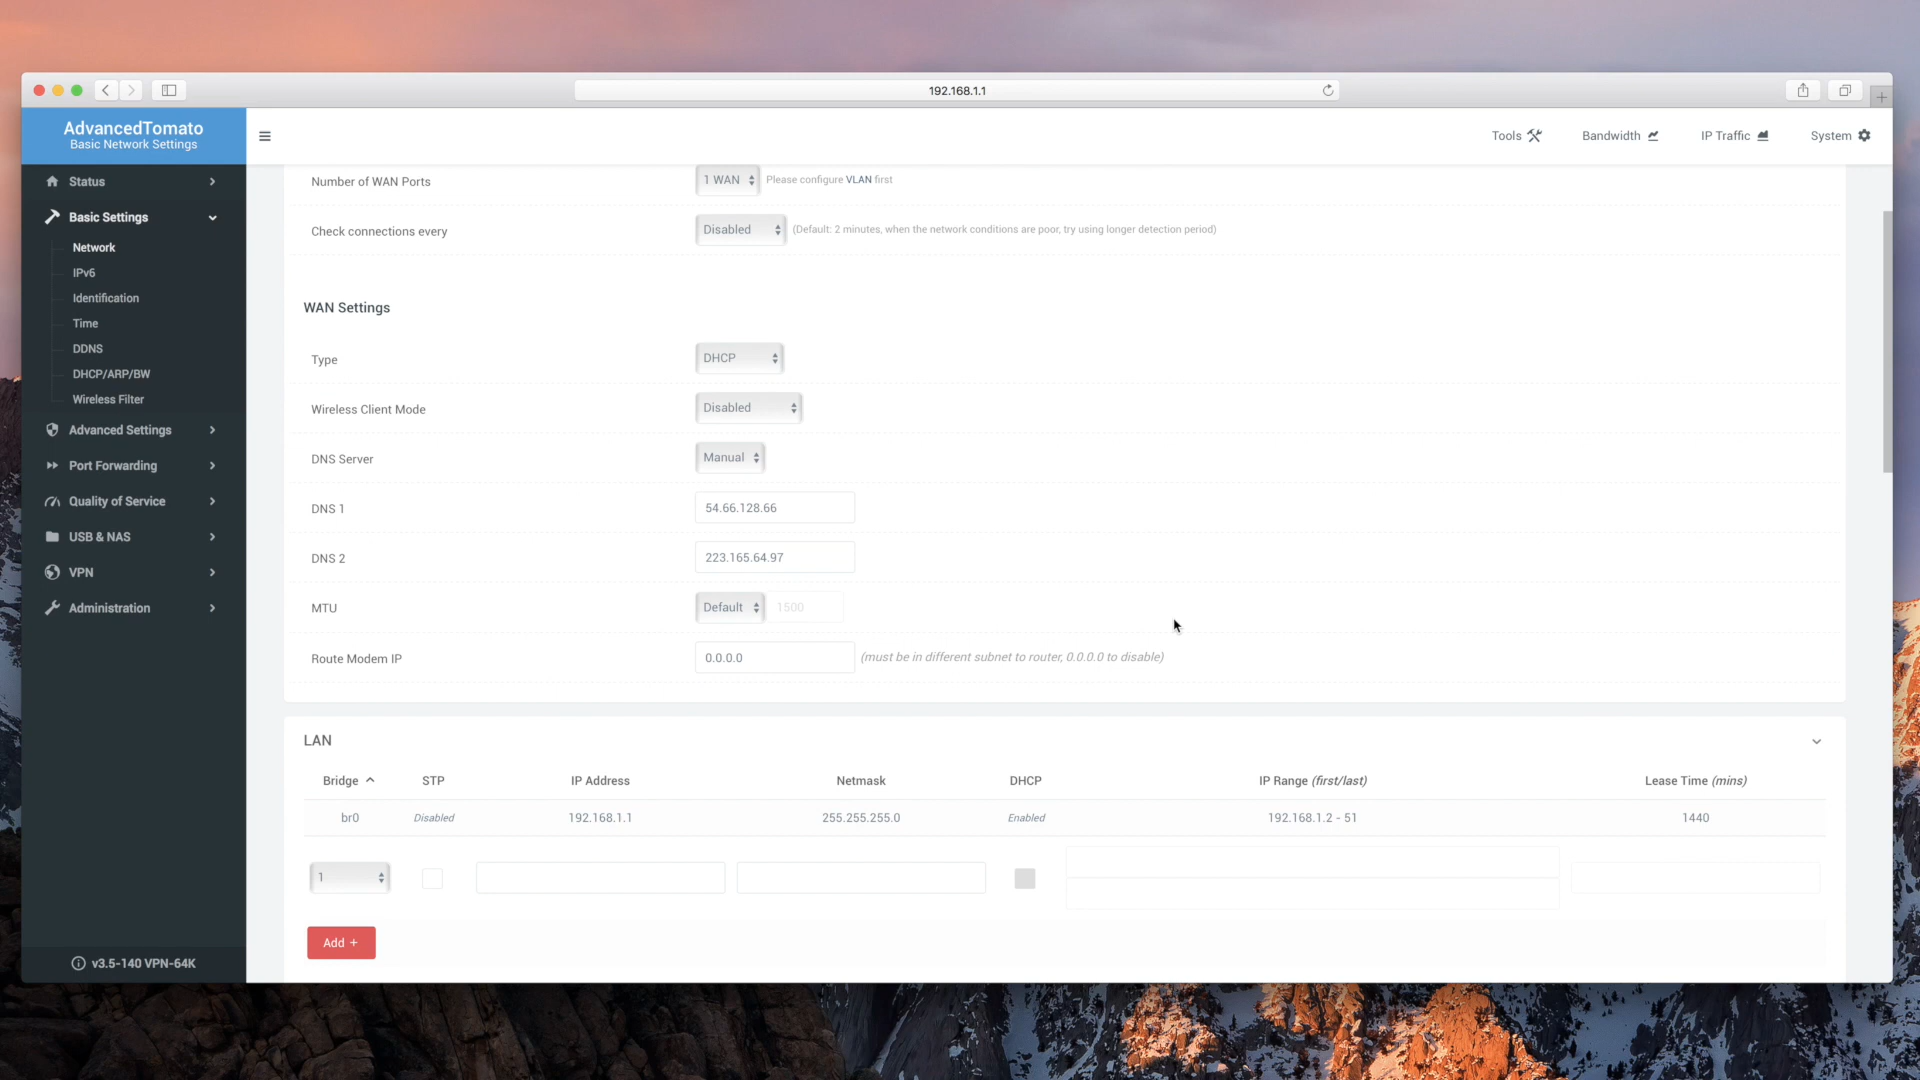 192.168.1.1
AdvancedTomato
Basic Network Settings
Tools
Bandwidth
IP Traffic
System
Status
Basic Settings
Network
IPv6
Identification
Time
DDNS
DHCP/ARP/BW
Wireless Filter
Advanced Settings
Port Forwarding
Quality of Service
USB & NAS
VPN
Administration
v3.5-140 VPN-64K
Number of WAN Ports 1 WAN Please configure VLAN first
Check connections every Disabled (Default: 2 minutes, when the network conditions are poor, try using longer detection period)
WAN Settings
Type DHCP
Wireless Client Mode Disabled
DNS Server Manual
DNS 1 54.66.128.66
DNS 2 223.165.64.97
MTU Default 1500
Route Modem IP 0.0.0.0 (must be in different subnet to router, 0.0.0.0 to disable)
LAN
Bridge STP IP Address Netmask DHCP IP Range (first/last) Lease Time (mins)
br0 Disabled 192.168.1.1 255.255.255.0 Enabled 192.168.1.2 - 51 1440
1
Add +